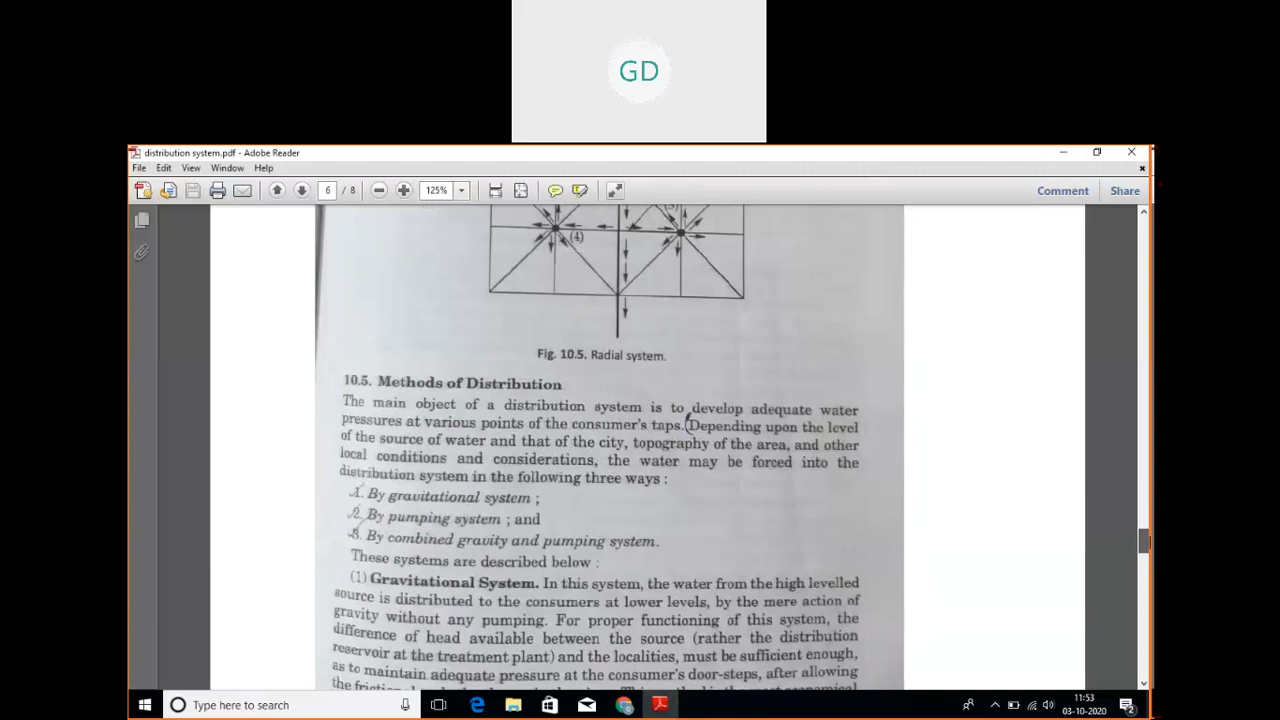 GD
distribution system.pdf - Adobe Reader
File Edit View Window Help
6 / 8 125% Comment Share
(4)
Fig. 10.5. Radial system.
10.5. Methods of Distribution
The main object of a distribution system is to develop adequate water
pressures at various points of the consumer's taps. (Depending upon the level
of the source of water and that of the city, topography of the area, and other
local conditions and considerations, the water may be forced into the
distribution system in the following three ways :
1. By gravitational system ;
2. By pumping system ; and
3. By combined gravity and pumping system.
These systems are described below :
(1) Gravitational System. In this system, the water from the high levelled
source is distributed to the consumers at lower levels, by the mere action of
gravity without any pumping. For proper functioning of this system, the
difference of head available between the source (rather the distribution
reservoir at the treatment plant) and the localities, must be sufficient enough,
as to maintain adequate pressure at the consumer's door-steps, after allowing
the
Type here to search
11:53
03-10-2020
2